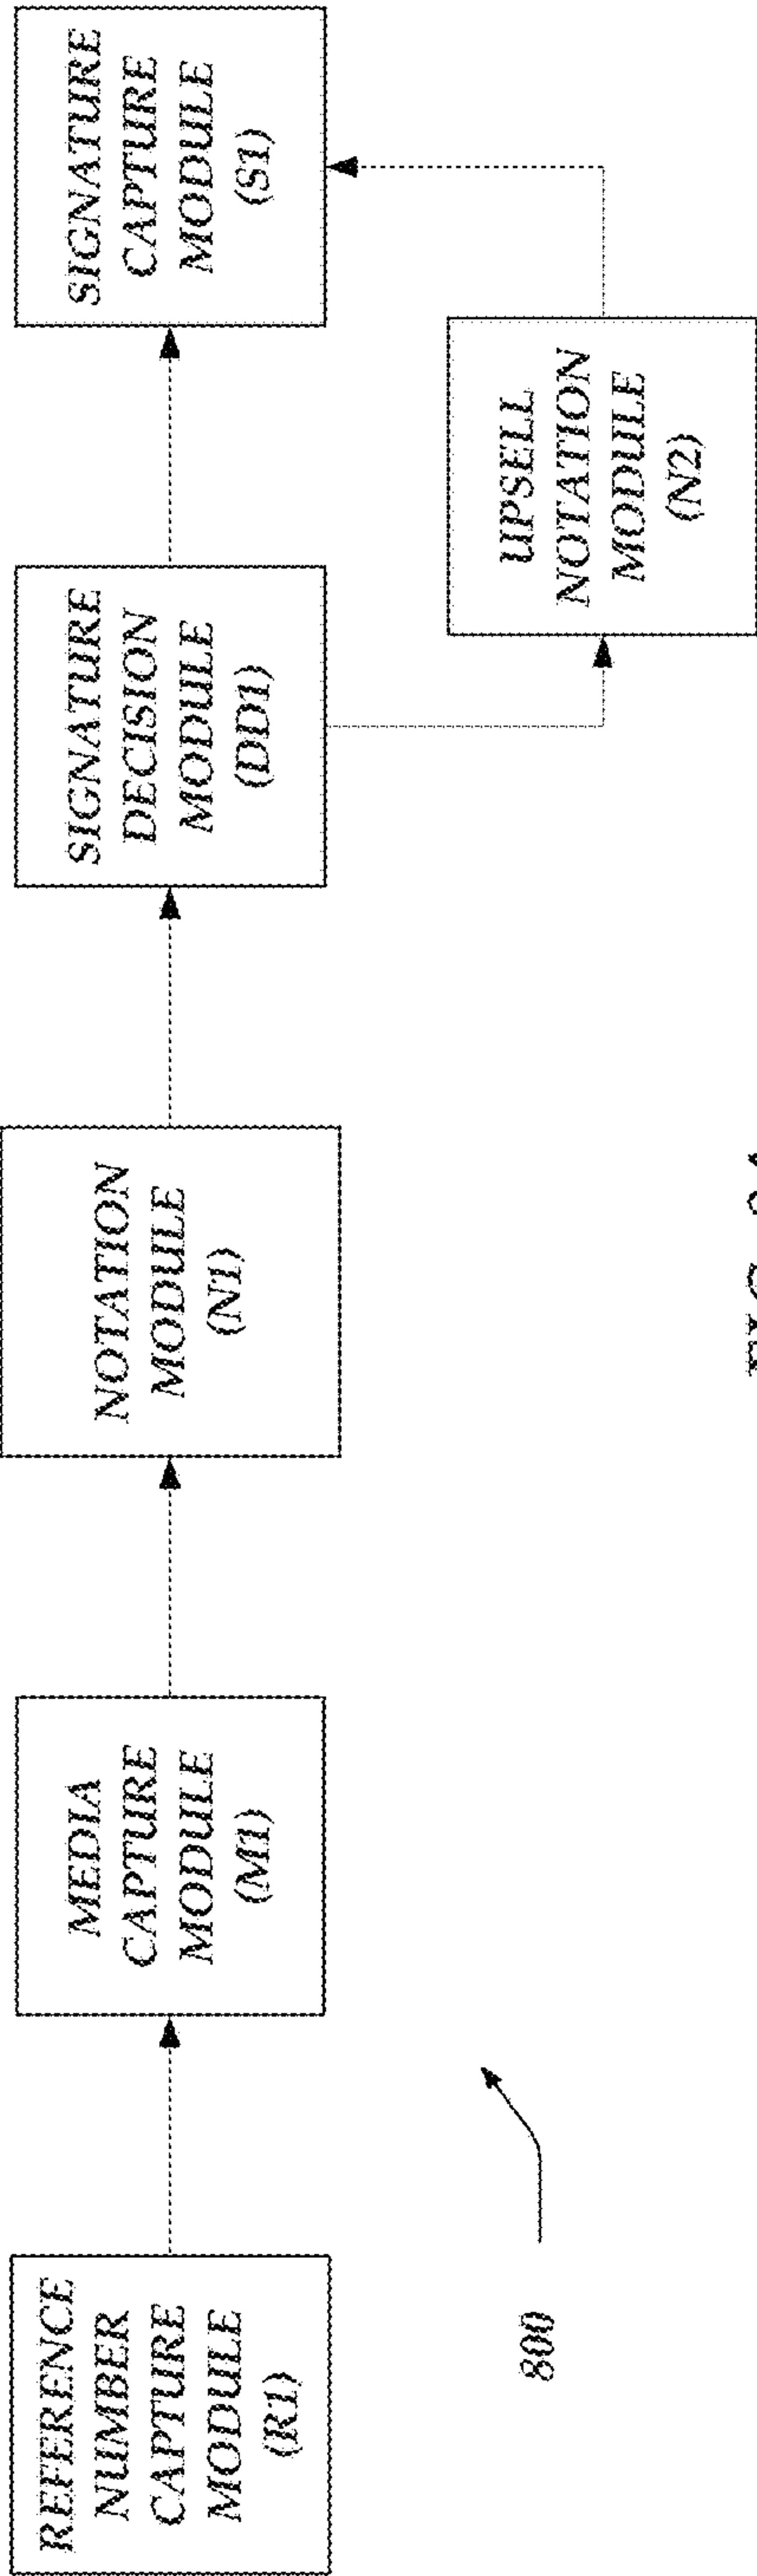 REFERENCE
NUMBER
CAPTURE
MODULE
(R1)
MEDIA
CAPTURE
MODULE
(M1)
NOTATION
MODULE
(N1)
SIGNATURE
DECISION
MODULE
(DD1)
SIGNATURE
CAPTURE
MODULE
(S1)
UPSELL
NOTATION
MODULE
(N2)
800